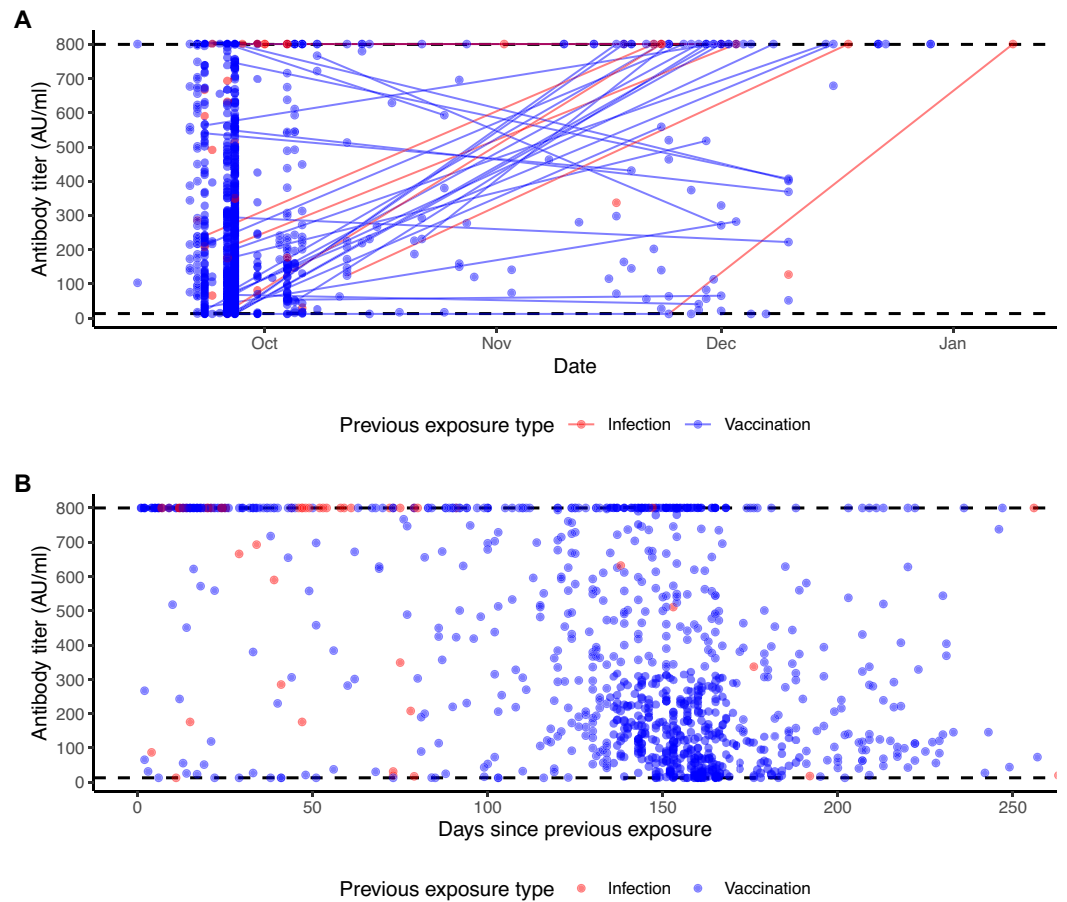 A
800
700
600
500
400
300
200
100
0
Antibody titer (AU/ml)
Oct Nov Dec Jan
Date
Previous exposure type Infection Vaccination
B
800
700
600
500
400
300
200
100
0
Antibody titer (AU/ml)
0 50 100 150 200 250
Days since previous exposure
Previous exposure type Infection Vaccination